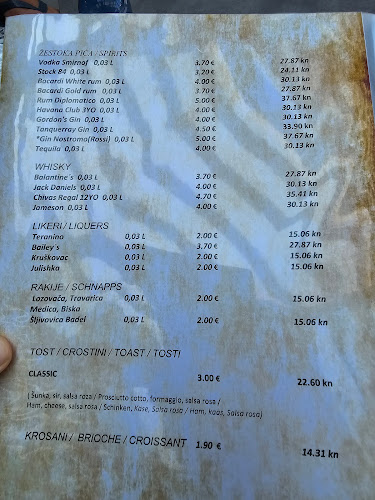 ŽESTOKA PIĆA / SPIRITS
Vodka Smirnof 0,03 L 3.70 € 27.87 kn
Stock 84 0,03 L 3.20 € 24.11 kn
Bacardi White rum 0,03 L 4.00 € 30.13 kn
Bacardi Gold rum 0,03 L 3.70 € 27.87 kn
Rum Diplomatico 0,03 L 5.00 € 37.67 kn
Havana Club 3YO 0,03 L 4.00 € 30.13 kn
Gordon's Gin 0,03 L 4.00 € 30.13 kn
Tanquerray Gin 0,03 L 4.50 € 33.90 kn
*Gin Nostromo(Rossi) 0,03 L 5.00 € 37.67 kn
Tequila 0,03 L 4.00 € 30.13 kn
WHISKY
Balantine's 0,03 L 3.70 € 27.87 kn
Jack Daniels 0,03 L 4.00 € 30.13 kn
Chivas Regal 12YO 0,03 L 4.70 € 35.41 kn
Jameson 0,03 L 4.00 € 30.13 kn
LIKERI / LIQUERS
Teranino 0,03 L 2.00 € 15.06 kn
Bailey's 0,03 L 3.70 € 27.87 kn
Kruškovac 0,03 L 2.00 € 15.06 kn
Julishka 0,03 L 2.00 € 15.06 kn
RAKIJE / SCHNAPPS
Lozovača, Travarica 0,03 L 2.00 € 15.06 kn
Medica, Biska
Šljivovica Badel 0,03 L 2.00 € 15.06 kn
TOST / CROSTINI / TOAST / TOSTI
CLASSIC 3.00 € 22.60 kn
( Šunka, sir, salsa roza / Prosciutto cotto, formaggio, salsa rosa /
Ham, cheese, salsa rosa / Schinken, Kase, Salta rosa / Ham, kaas, Salsa rosa)
KROSANI / BRIOCHE / CROISSANT 1.90 € 14.31 kn